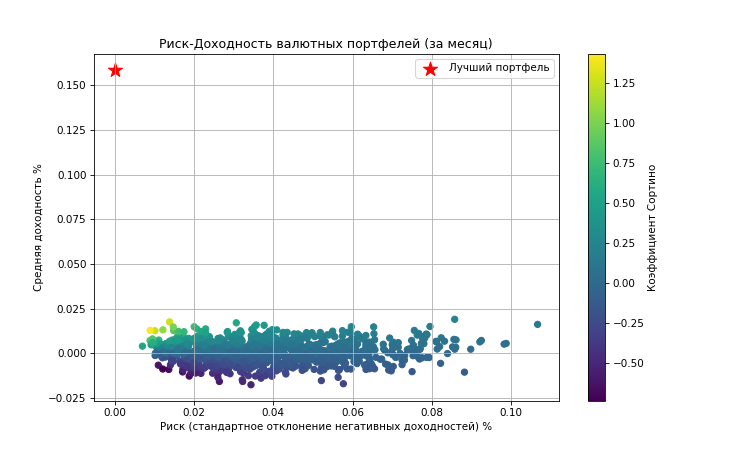 Риск-Доходность валютных портфелей (за месяц)
Лучший портфель
0.150
0.125
0.100
0.075
0.050
0.025
0.000
−0.025
Средняя доходность %
0.00 0.02 0.04 0.06 0.08 0.10
Риск (стандартное отклонение негативных доходностей) %
1.25
1.00
0.75
0.50
0.25
0.00
−0.25
−0.50
Коэффициент Сортино